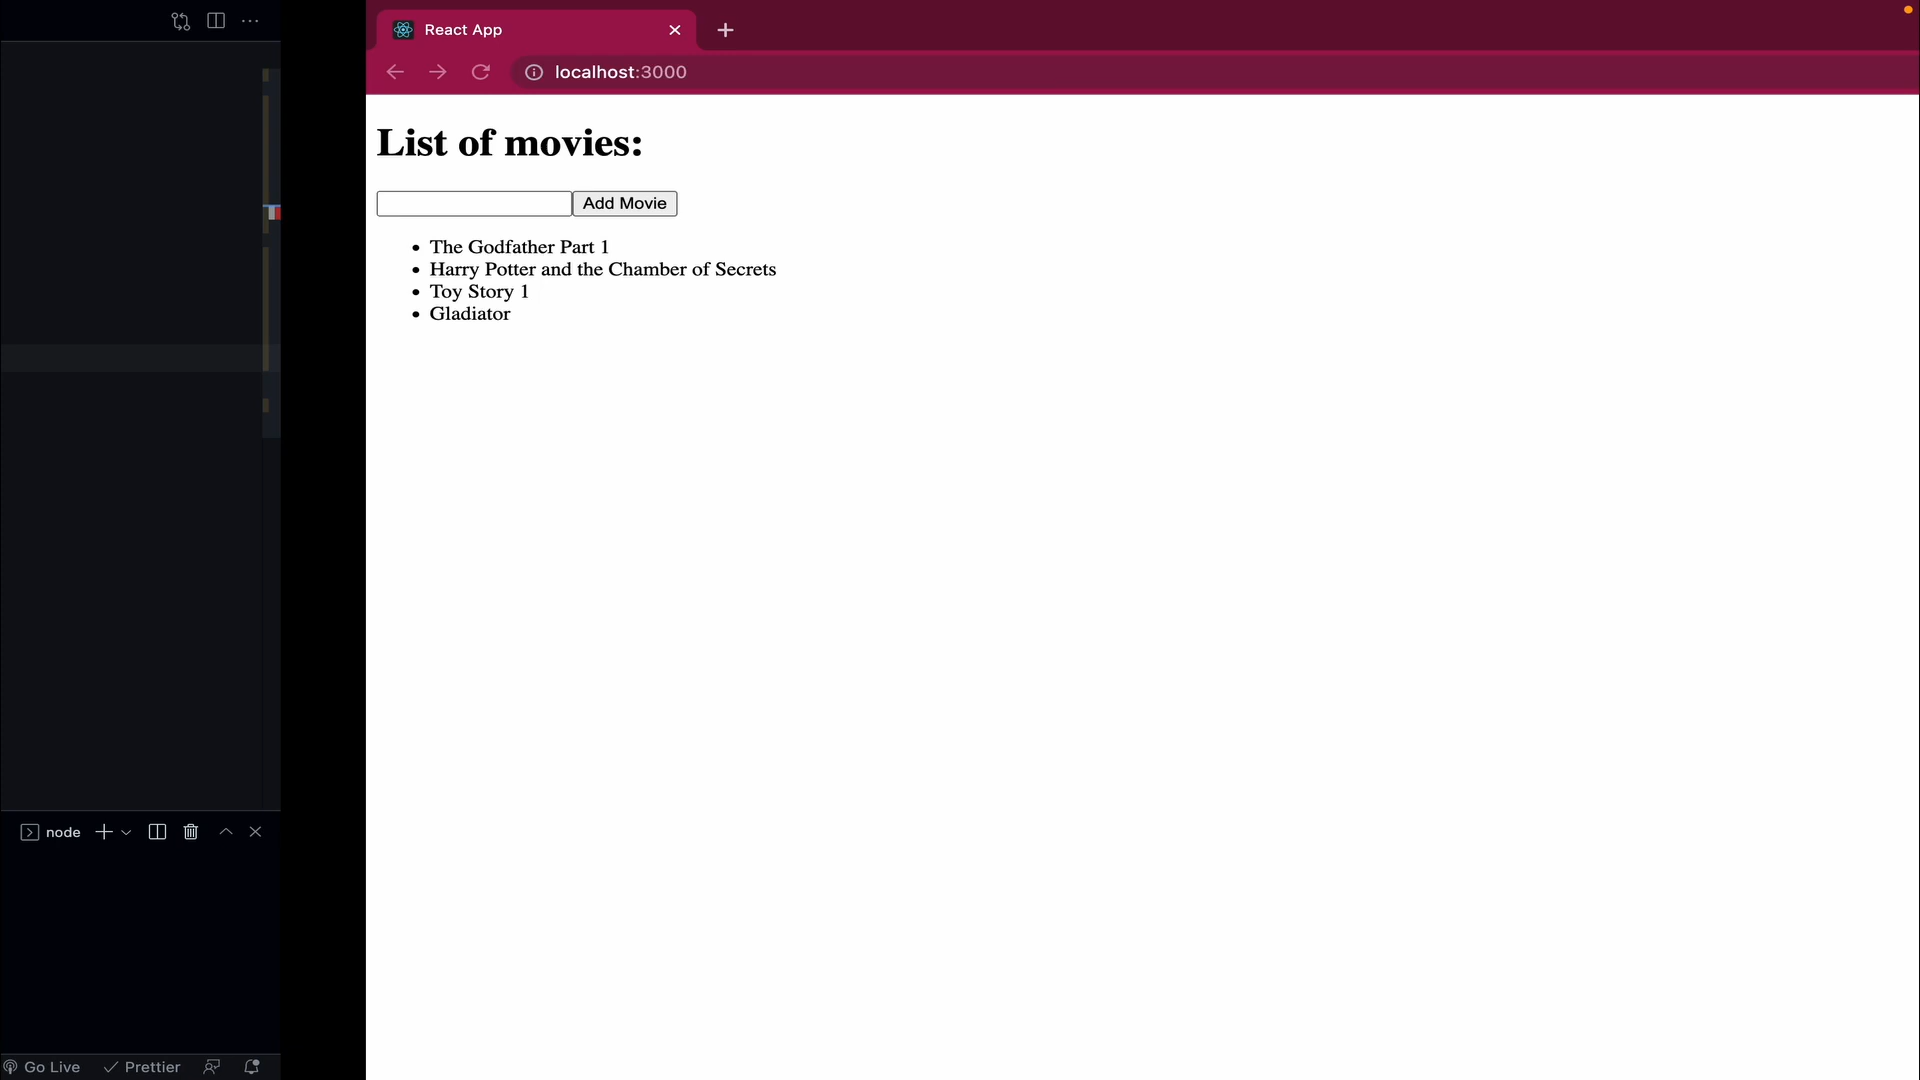 React App
localhost:3000
List of movies:
Add Movie
The Godfather Part 1
Harry Potter and the Chamber of Secrets
Toy Story 1
Gladiator
node
Go Live Prettier